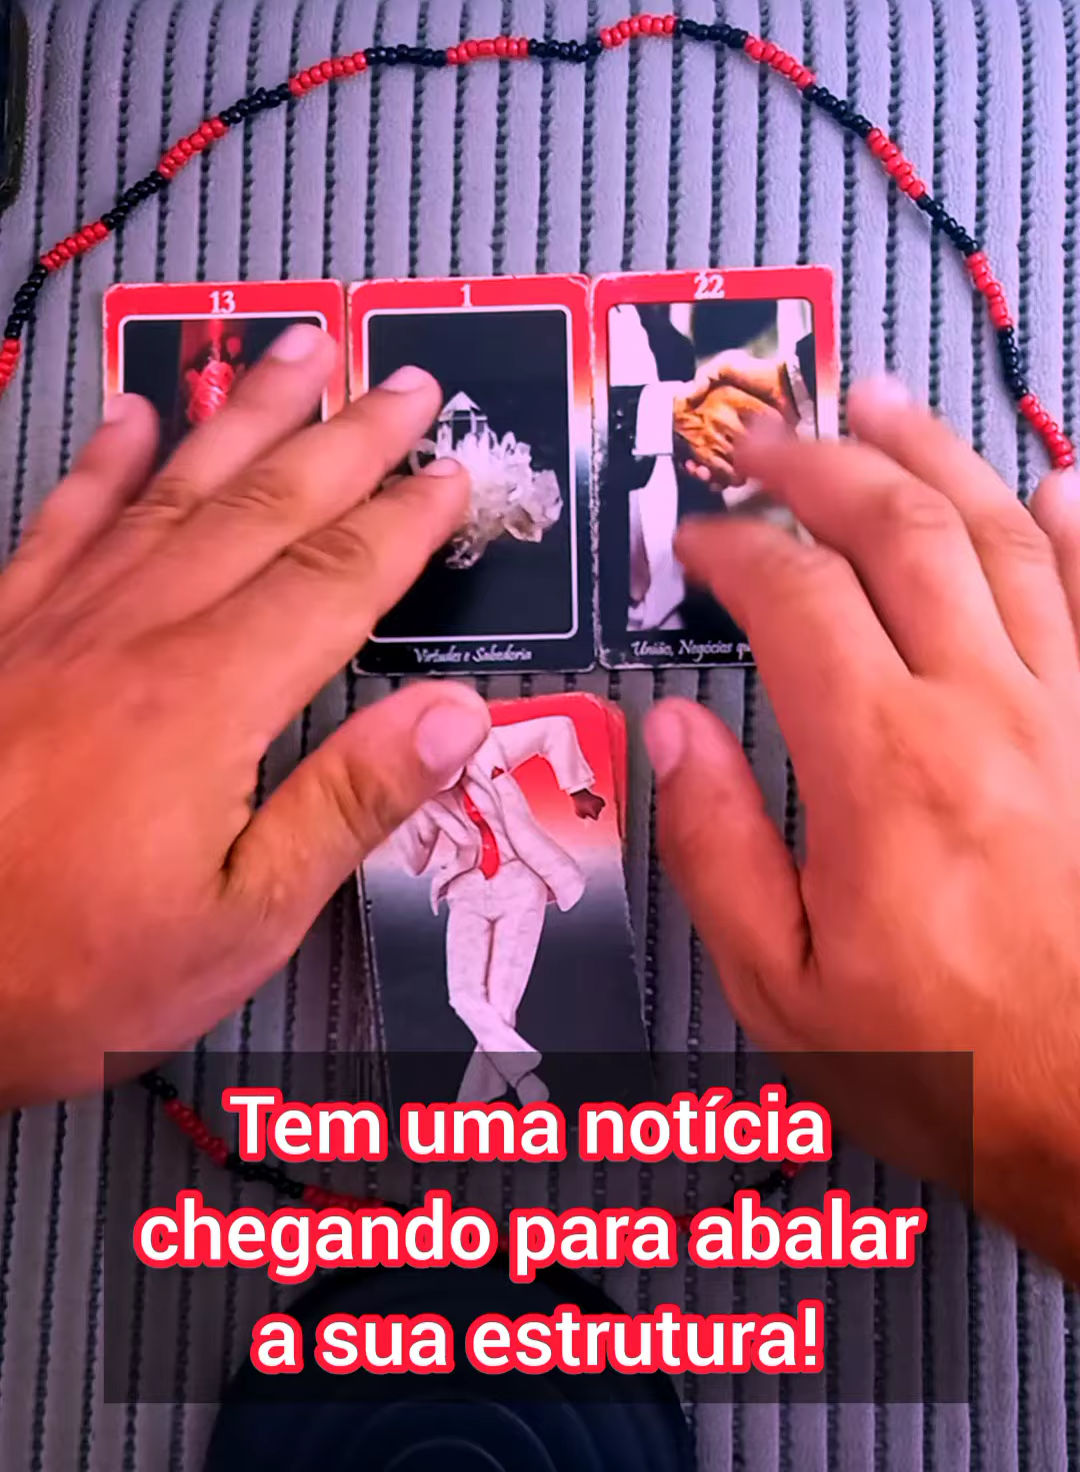 13
1
22
Virtudes e Sabedoria
União, Negócios
Tem uma notícia
chegando para abalar
a sua estrutura!